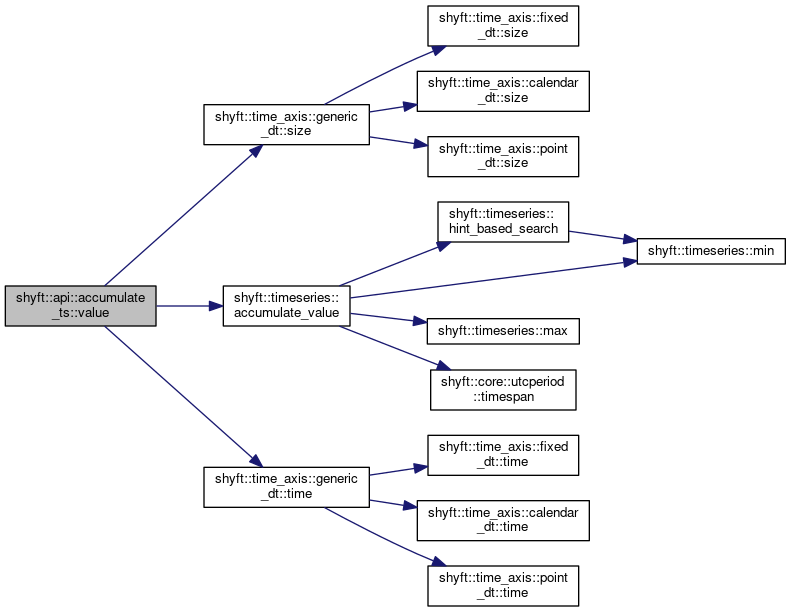 shyft::time_axis::fixed
_dt::size
shyft::time_axis::calendar
_dt::size
shyft::time_axis::generic
_dt::size
shyft::time_axis::point
_dt::size
shyft::timeseries::
hint_based_search
shyft::timeseries::min
shyft::api::accumulate
_ts::value
shyft::timeseries::
accumulate_value
shyft::timeseries::max
shyft::core::utcperiod
::timespan
shyft::time_axis::fixed
_dt::time
shyft::time_axis::generic
_dt::time
shyft::time_axis::calendar
_dt::time
shyft::time_axis::point
_dt::time